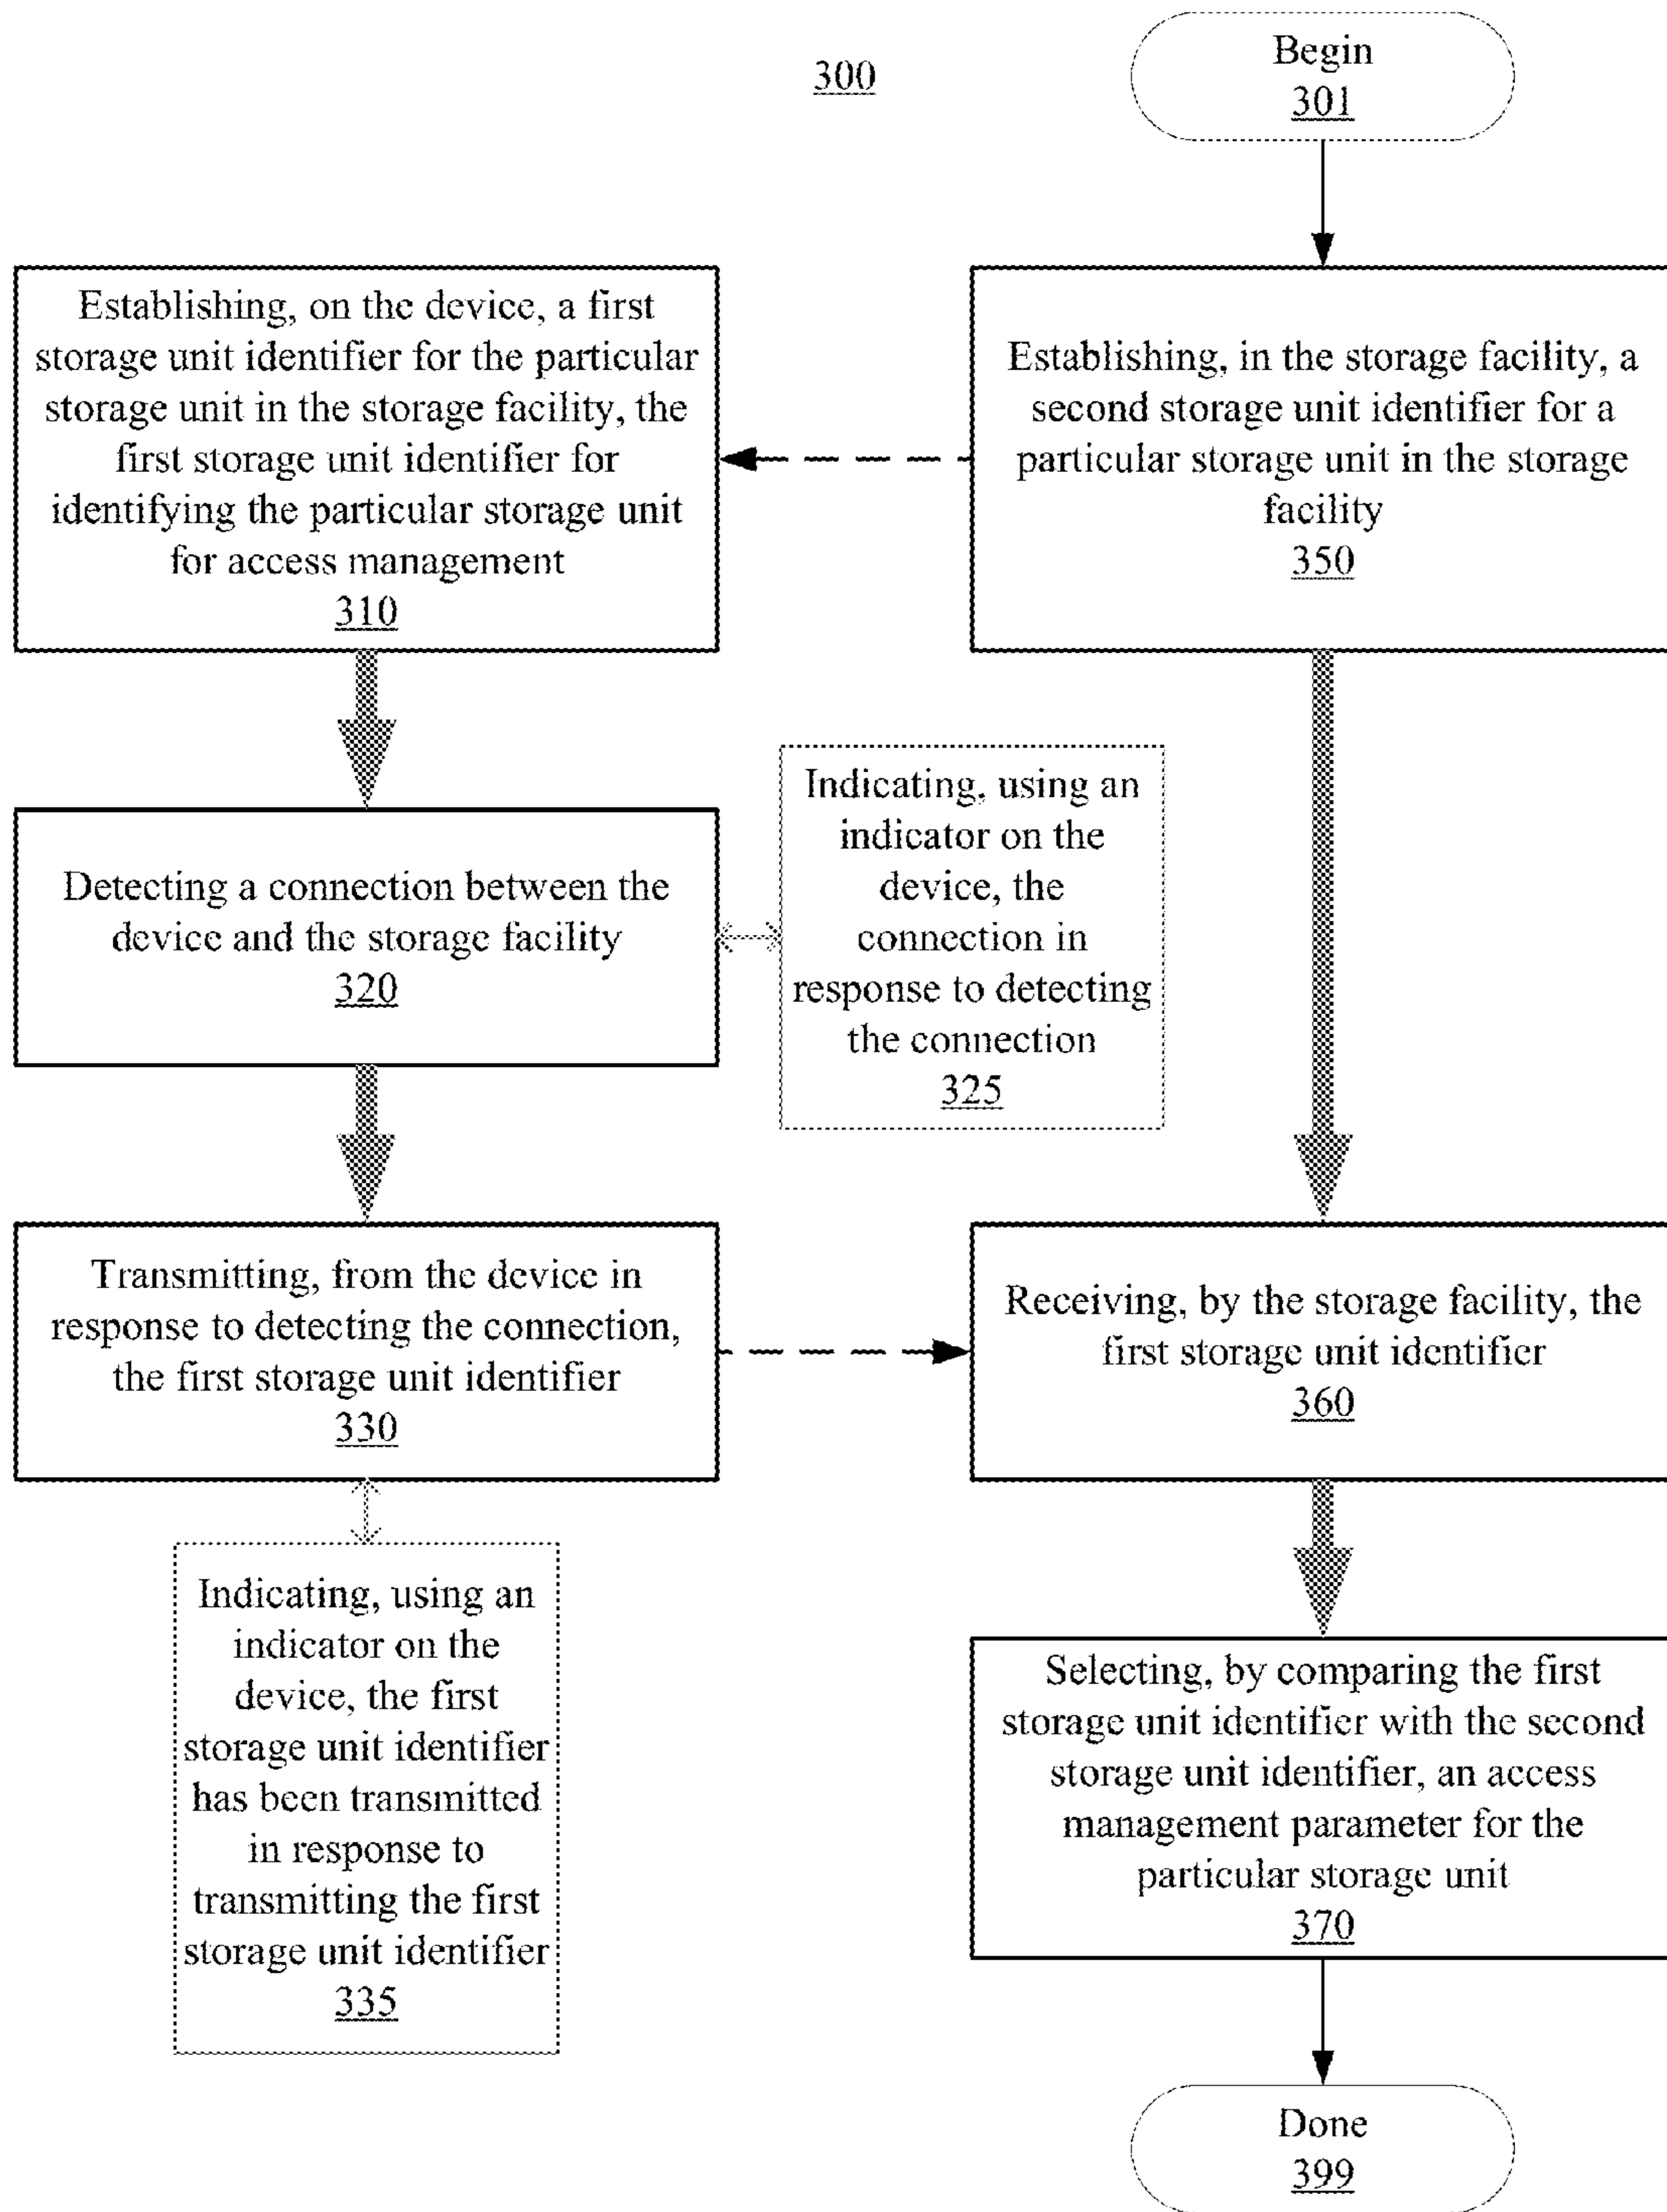 300
Begin
301
Establishing, on the device, a first
storage unit identifier for the particular
storage unit in the storage facility, the
first storage unit identifier for
identifying the particular storage unit
for access management
310
Establishing, in the storage facility, a
second storage unit identifier for a
particular storage unit in the storage
facility
350
Detecting a connection between the
device and the storage facility
320
Indicating, using an
indicator on the
device, the
connection in
response to detecting
the connection
325
Transmitting, from the device in
response to detecting the connection,
the first storage unit identifier
330
Receiving, by the storage facility, the
first storage unit identifier
360
Indicating, using an
indicator on the
device, the first
storage unit identifier
has been transmitted
in response to
transmitting the first
storage unit identifier
335
Selecting, by comparing the first
storage unit identifier with the second
storage unit identifier, an access
management parameter for the
particular storage unit
370
Done
399